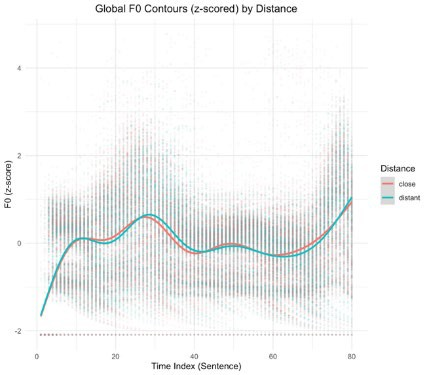 Global F0 Contours (z-scored) by Distance
4
2
0
-2
F0 (z-score)
0 20 40 60 80
Time Index (Sentence)
Distance
close
distant